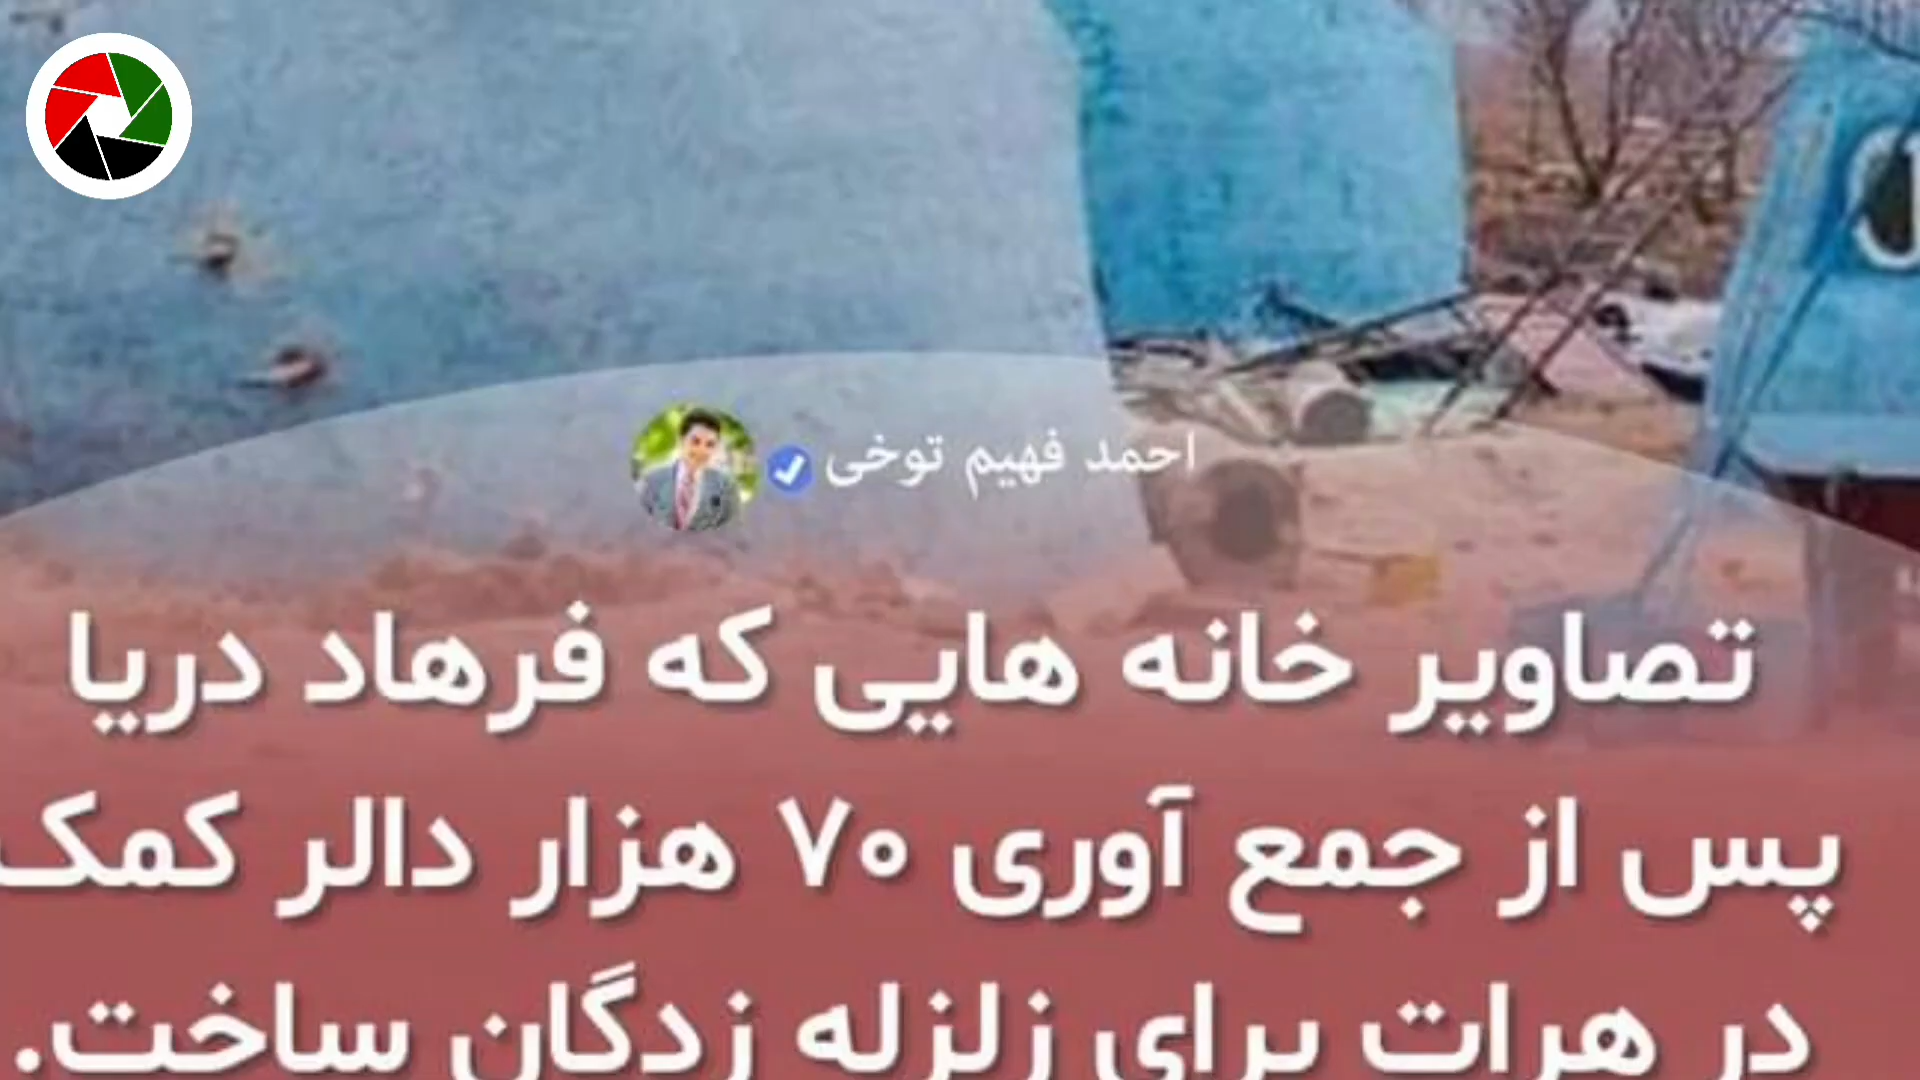 احمد فهیم توخی
تصاویر خانه هایی که فرهاد دریا
پس از جمع آوری ۷۰ هزار دالر کمک
در هرات برای زلزله زدگان ساخت.